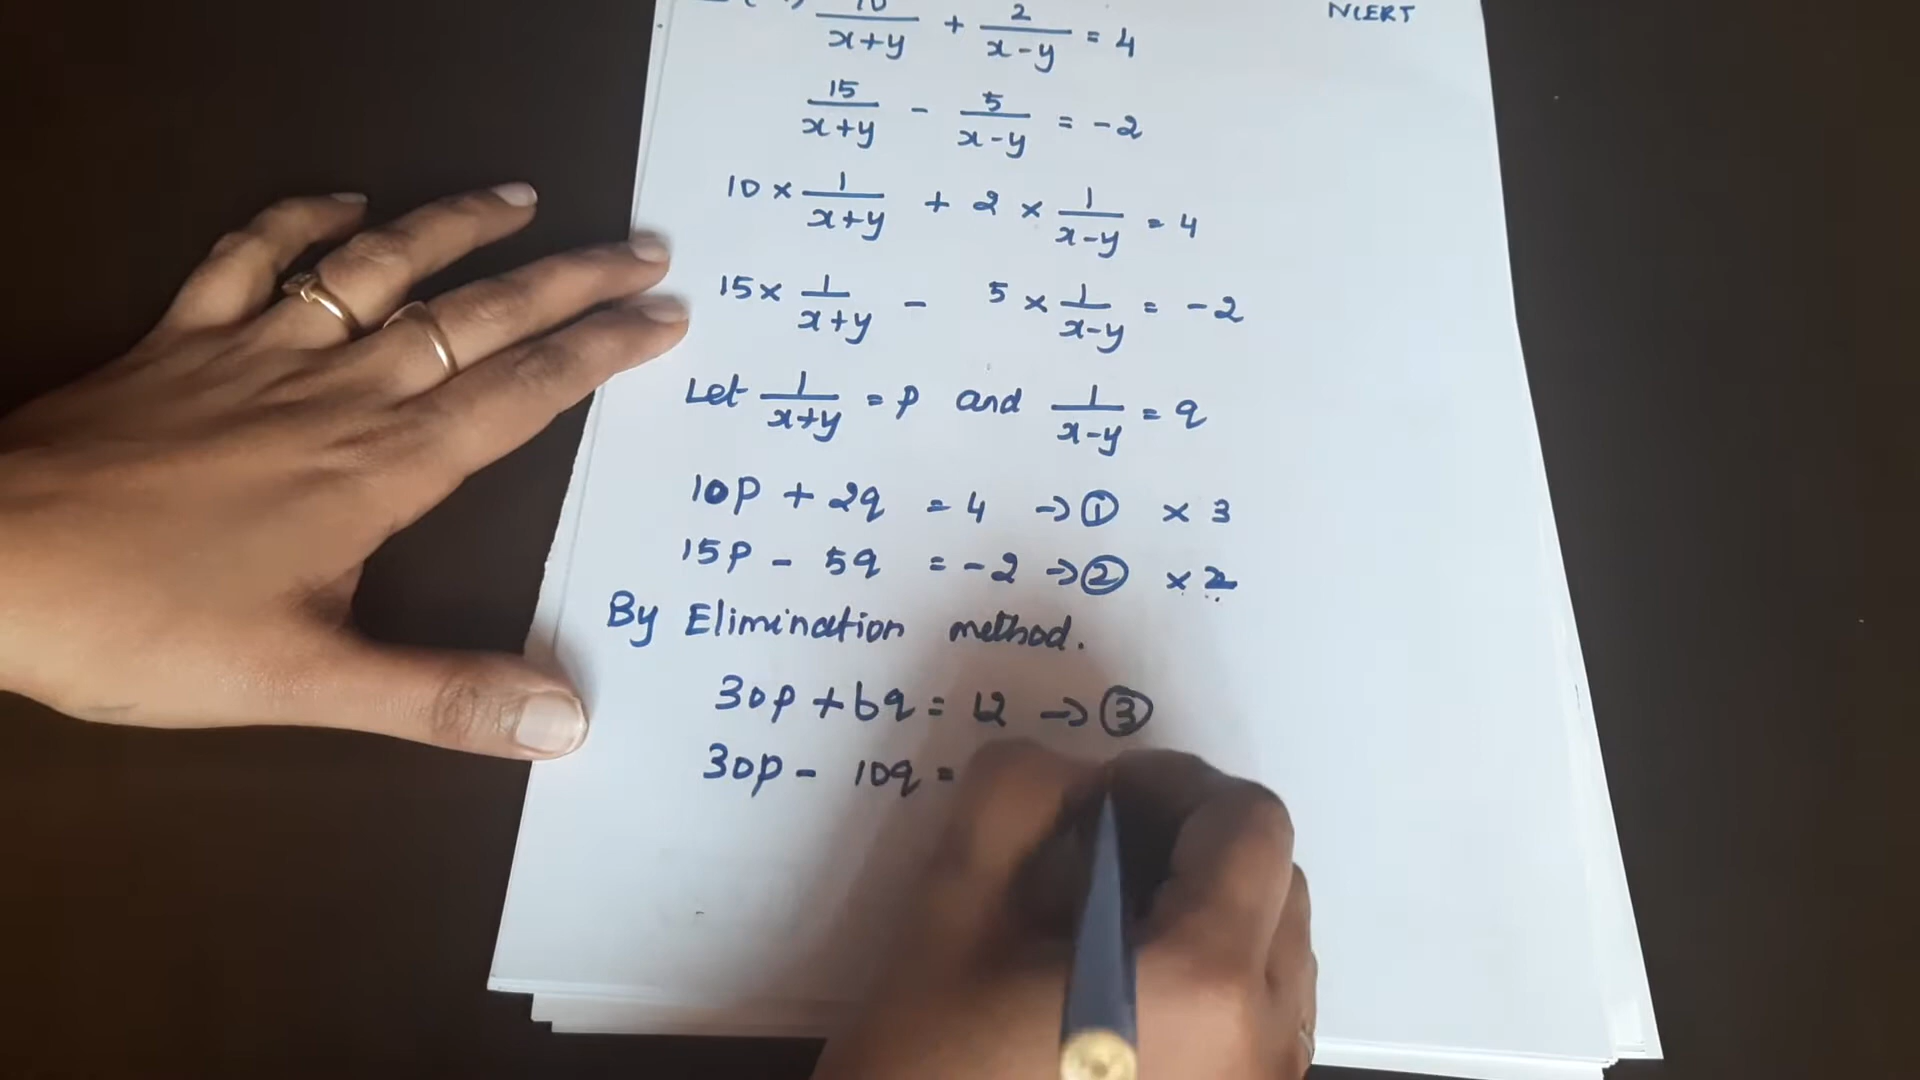 NCERT
10/x+y + 2/x-y = 4
15/x+y - 5/x-y = -2
10 × 1/x+y + 2 × 1/x-y = 4
15 × 1/x+y - 5 × 1/x-y = -2
Let 1/x+y = p and 1/x-y = q
10p + 2q = 4 → ① × 3
15p - 5q = -2 → ② × 2
By Elimination method.
30p + 6q = 12 → ③
30p - 10q =